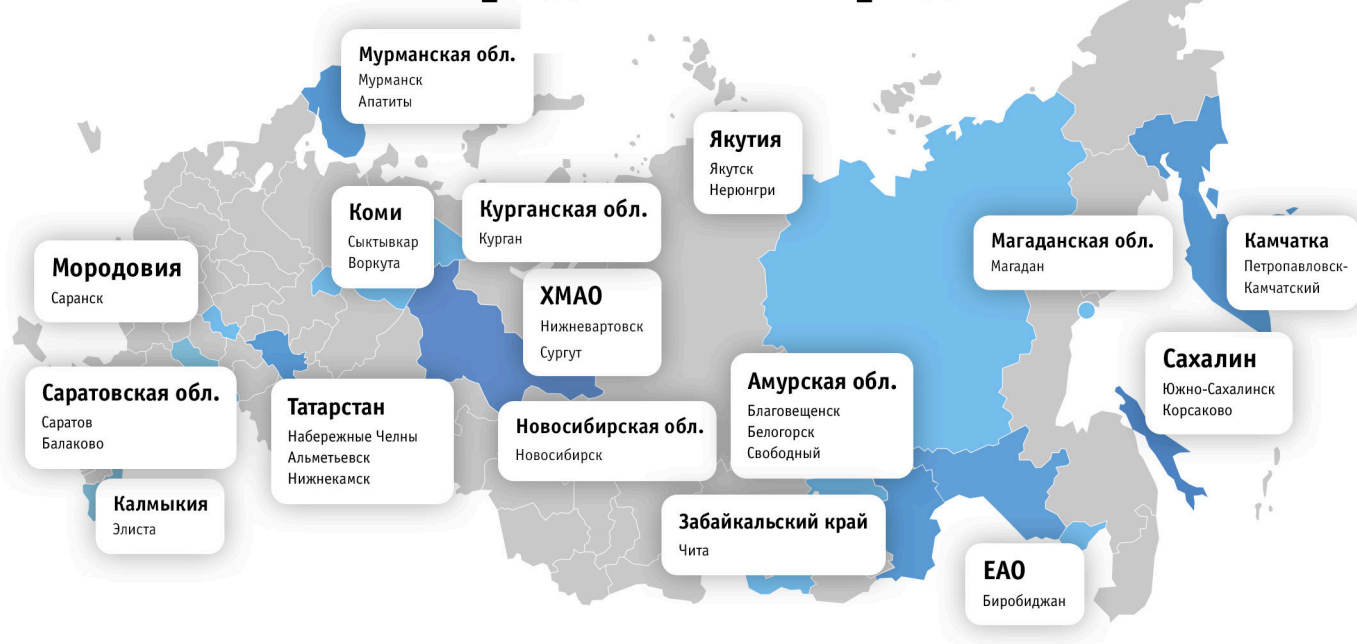 Мурманская обл.
Мурманск
Апатиты
Якутия
Якутск
Нерюнгри
Коми
Сыктывкар
Воркута
Курганская обл.
Курган
Магаданская обл.
Магадан
Камчатка
Петропавловск-
Камчатский
Мородовия
Саранск
ХМАО
Нижневартовск
Сургут
Сахалин
Южно-Сахалинск
Корсаково
Саратовская обл.
Саратов
Балаково
Татарстан
Набережные Челны
Альметьевск
Нижнекамск
Новосибирская обл.
Новосибирск
Амурская обл.
Благовещенск
Белогорск
Свободный
Калмыкия
Элиста
Забайкальский край
Чита
ЕАО
Биробиджан